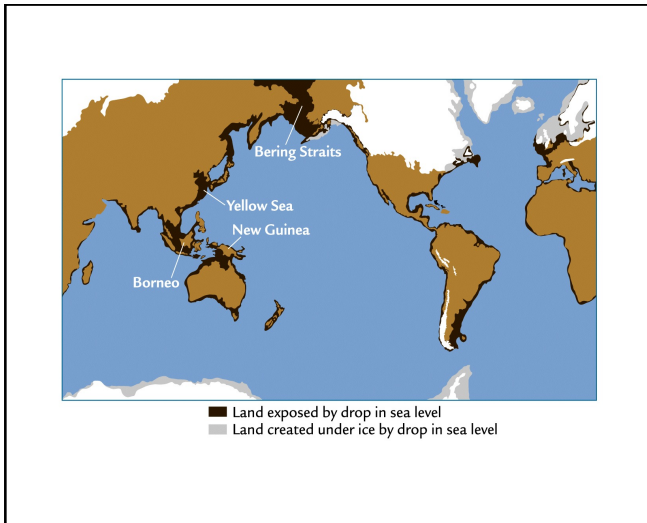 Bering Straits
Yellow Sea
New Guinea
Borneo
Land exposed by drop in sea level
Land created under ice by drop in sea level